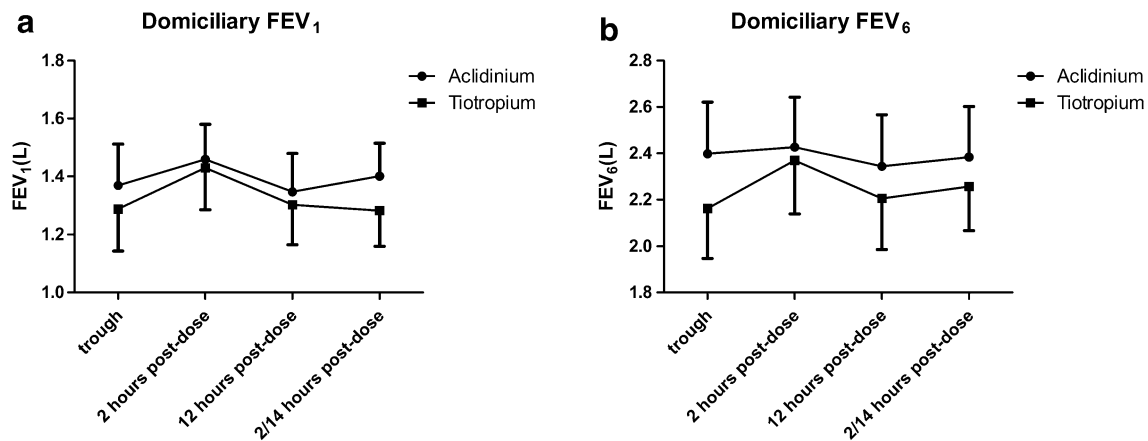 a
Domiciliary FEV1
1.8
1.6
1.4
1.2
1.0
FEV1(L)
Aclidinium
Tiotropium
trough
2 hours post-dose
12 hours post-dose
2/14 hours post-dose
b
Domiciliary FEV6
2.8
2.6
2.4
2.2
2.0
1.8
FEV6(L)
Aclidinium
Tiotropium
trough
2 hours post-dose
12 hours post-dose
2/14 hours post-dose